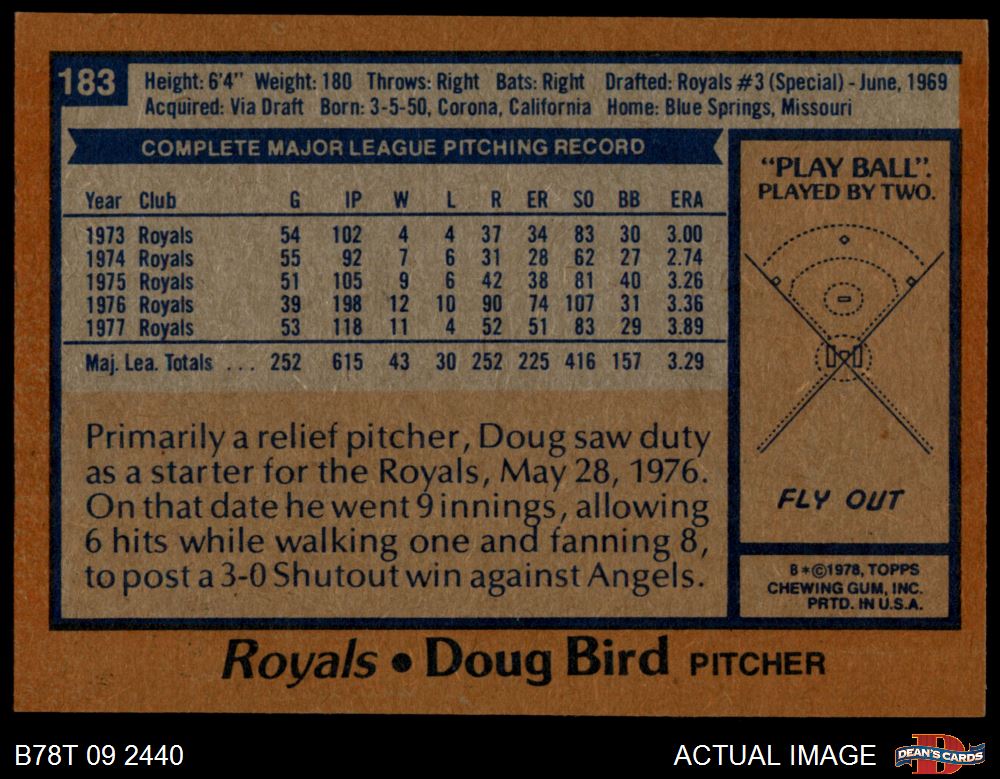 183
Height: 6'4" Weight: 180 Throws: Right Bats: Right Drafted: Royals #3 (Special) - June, 1969
Acquired: Via Draft Born: 3-5-50, Corona, California Home: Blue Springs, Missouri
COMPLETE MAJOR LEAGUE PITCHING RECORD
Year Club G IP W L R ER SO BB ERA
1973 Royals 54 102 4 4 37 34 83 30 3.00
1974 Royals 55 92 7 6 31 28 62 27 2.74
1975 Royals 51 105 9 6 42 38 81 40 3.26
1976 Royals 39 198 12 10 90 74 107 31 3.36
1977 Royals 53 118 11 4 52 51 83 29 3.89
Maj. Lea. Totals . . . 252 615 43 30 252 225 416 157 3.29
Primarily a relief pitcher, Doug saw duty
as a starter for the Royals, May 28, 1976.
On that date he went 9 innings, allowing
6 hits while walking one and fanning 8,
to post a 3-0 Shutout win against Angels.
"PLAY BALL".
PLAYED BY TWO.
FLY OUT
B*©1978, TOPPS
CHEWING GUM, INC.
PRTD. IN U.S.A.
Royals • Doug Bird PITCHER
B78T 09 2440
ACTUAL IMAGE
D
DEAN'S CARDS